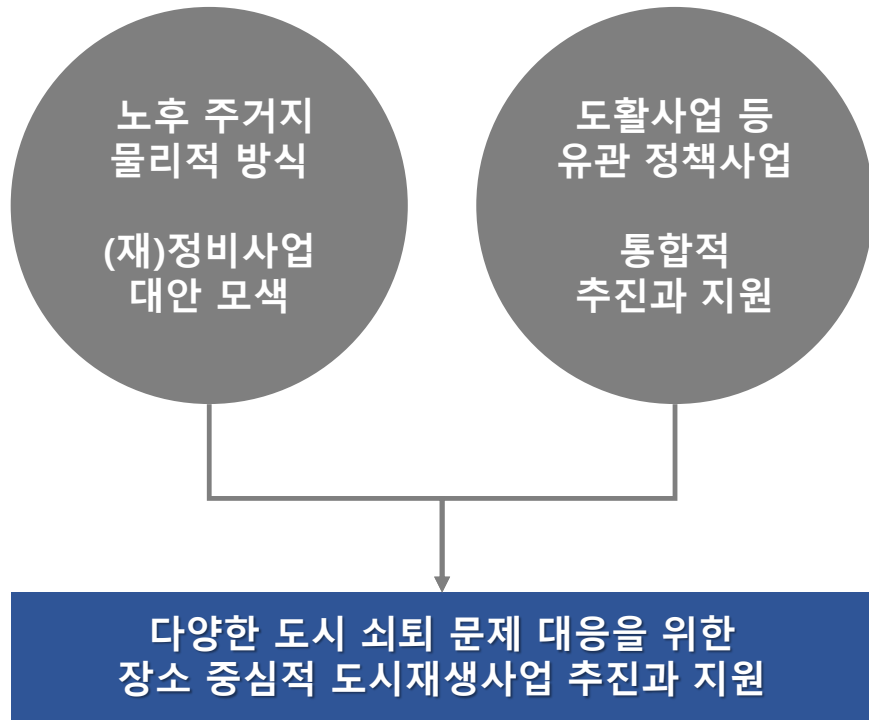 노후 주거지
물리적 방식
(재)정비사업
대안 모색
도활사업 등
유관 정책사업
통합적
추진과 지원
다양한 도시 쇠퇴 문제 대응을 위한
장소 중심적 도시재생사업 추진과 지원